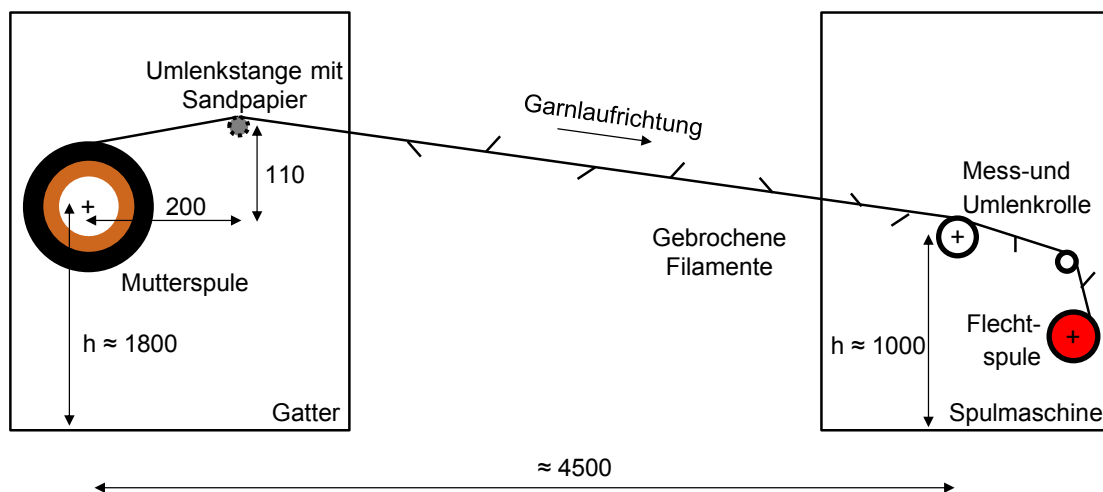 Umlenkstange mit
Sandpapier
Garnlaufrichtung
110
200
Mess-und
Umlenkrolle
Gebrochene
Filamente
Mutterspule
h ≈ 1800
h ≈ 1000
Flecht-
spule
Gatter
Spulmaschine
≈ 4500